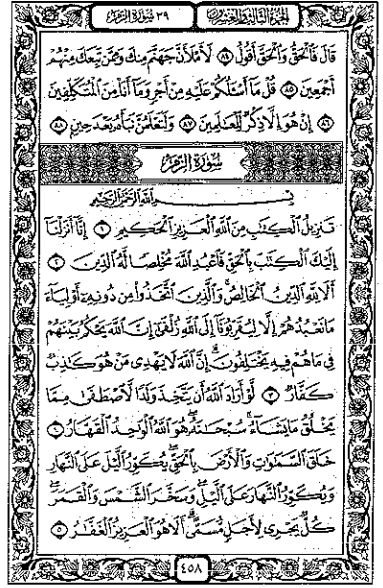 الجزء الثالث والعشرون
٣٩ سورة الزمر
قَالَ فَٱلْحَقُّ وَٱلْحَقَّ أَقُولُ ٨٤ لَأَمْلَأَنَّ جَهَنَّمَ مِنكَ وَمِمَّن تَبِعَكَ مِنْهُمْ
أَجْمَعِينَ ٨٥ قُلْ مَآ أَسْـَٔلُكُمْ عَلَيْهِ مِنْ أَجْرٍ وَمَآ أَنَا۠ مِنَ ٱلْمُتَكَلِّفِينَ
٨٦ إِنْ هُوَ إِلَّا ذِكْرٌ لِّلْعَـٰلَمِينَ ٨٧ وَلَتَعْلَمُنَّ نَبَأَهُۥ بَعْدَ حِينٍۭ ٨٨
سُورَةُ الزُّمَرِ
بِسْمِ ٱللَّهِ ٱلرَّحْمَـٰنِ ٱلرَّحِيمِ
تَنزِيلُ ٱلْكِتَـٰبِ مِنَ ٱللَّهِ ٱلْعَزِيزِ ٱلْحَكِيمِ ١ إِنَّآ أَنزَلْنَآ
إِلَيْكَ ٱلْكِتَـٰبَ بِٱلْحَقِّ فَٱعْبُدِ ٱللَّهَ مُخْلِصًا لَّهُ ٱلدِّينَ ٢
أَلَا لِلَّهِ ٱلدِّينُ ٱلْخَالِصُ ۚ وَٱلَّذِينَ ٱتَّخَذُوا۟ مِن دُونِهِۦٓ أَوْلِيَآءَ
مَا نَعْبُدُهُمْ إِلَّا لِيُقَرِّبُونَآ إِلَى ٱللَّهِ زُلْفَىٰٓ إِنَّ ٱللَّهَ يَحْكُمُ بَيْنَهُمْ
فِى مَا هُمْ فِيهِ يَخْتَلِفُونَ ۗ إِنَّ ٱللَّهَ لَا يَهْدِى مَنْ هُوَ كَـٰذِبٌ
كَفَّارٌ ٣ لَّوْ أَرَادَ ٱللَّهُ أَن يَتَّخِذَ وَلَدًا لَّٱصْطَفَىٰ مِمَّا
يَخْلُقُ مَا يَشَآءُ ۚ سُبْحَـٰنَهُۥ ۖ هُوَ ٱللَّهُ ٱلْوَٰحِدُ ٱلْقَهَّارُ ٤
خَلَقَ ٱلسَّمَـٰوَٰتِ وَٱلْأَرْضَ بِٱلْحَقِّ ۖ يُكَوِّرُ ٱلَّيْلَ عَلَى ٱلنَّهَارِ
وَيُكَوِّرُ ٱلنَّهَارَ عَلَى ٱلَّيْلِ ۖ وَسَخَّرَ ٱلشَّمْسَ وَٱلْقَمَرَ ۖ
كُلٌّ يَجْرِى لِأَجَلٍ مُّسَمًّى ۗ أَلَا هُوَ ٱلْعَزِيزُ ٱلْغَفَّـٰرُ ٥
٤٥٨